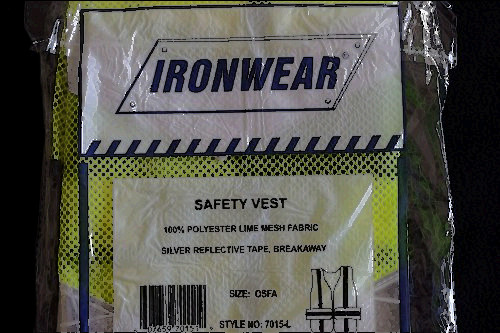 IRONWEAR®
SAFETY VEST
100% POLYESTER LIME MESH FABRIC
SILVER REFLECTIVE TAPE, BREAKAWAY
SIZE: OSFA
STYLE NO: 7015-L